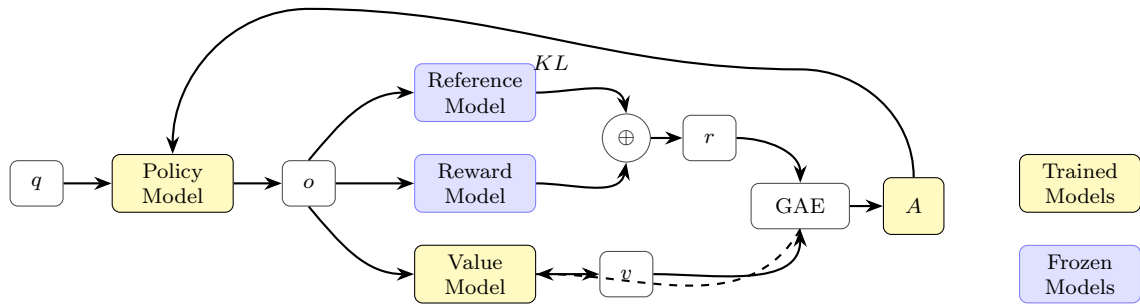 KL
Reference
Model
⊕
r
q
Policy
Model
o
Reward
Model
GAE
A
Trained
Models
Value
Model
v
Frozen
Models